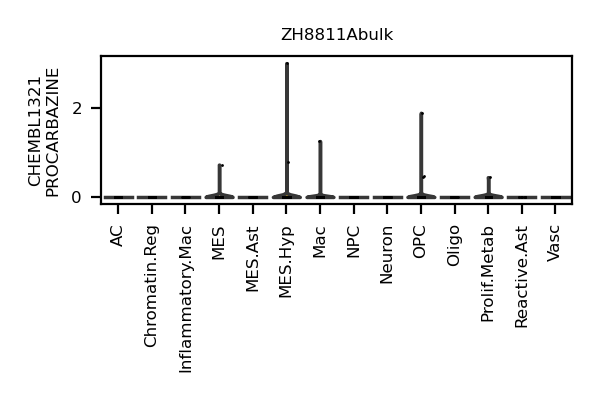 ZH8811Abulk
CHEMBL1321
PROCARBAZINE
2
0
AC
Chromatin.Reg
Inflammatory.Mac
MES
MES.Ast
MES.Hyp
Mac
NPC
Neuron
OPC
Oligo
Prolif.Metab
Reactive.Ast
Vasc